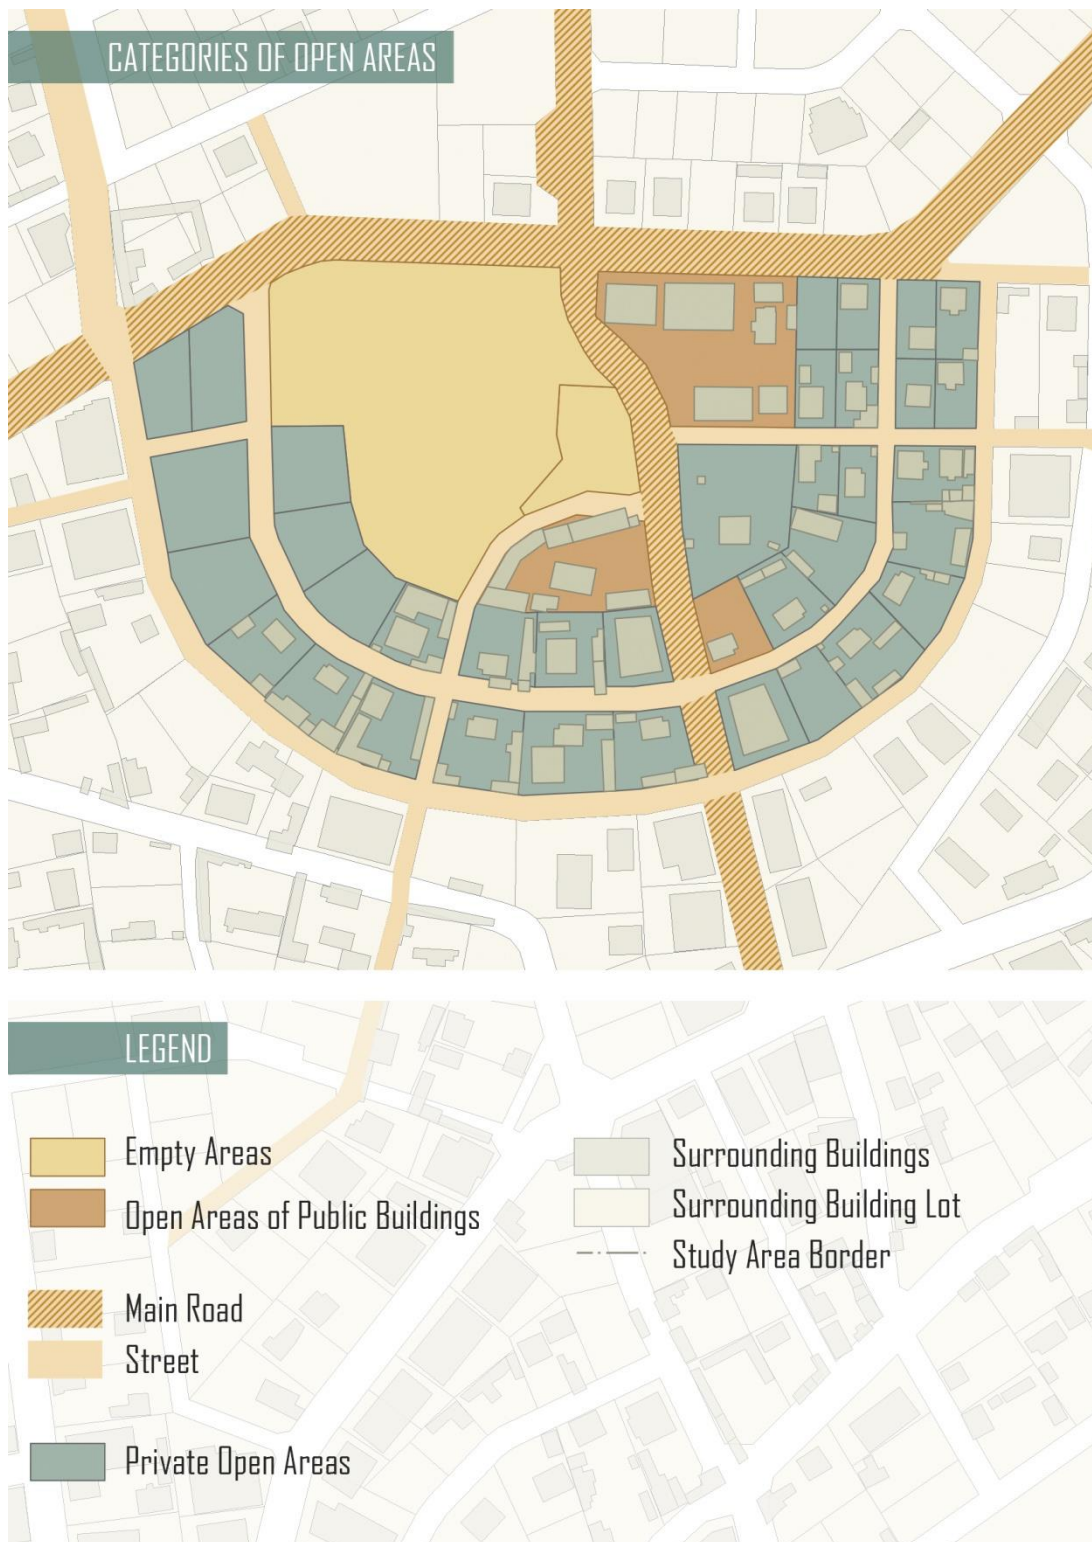 CATEGORIES OF OPEN AREAS
LEGEND
Empty Areas
Open Areas of Public Buildings
Main Road
Street
Private Open Areas
Surrounding Buildings
Surrounding Building Lot
Study Area Border